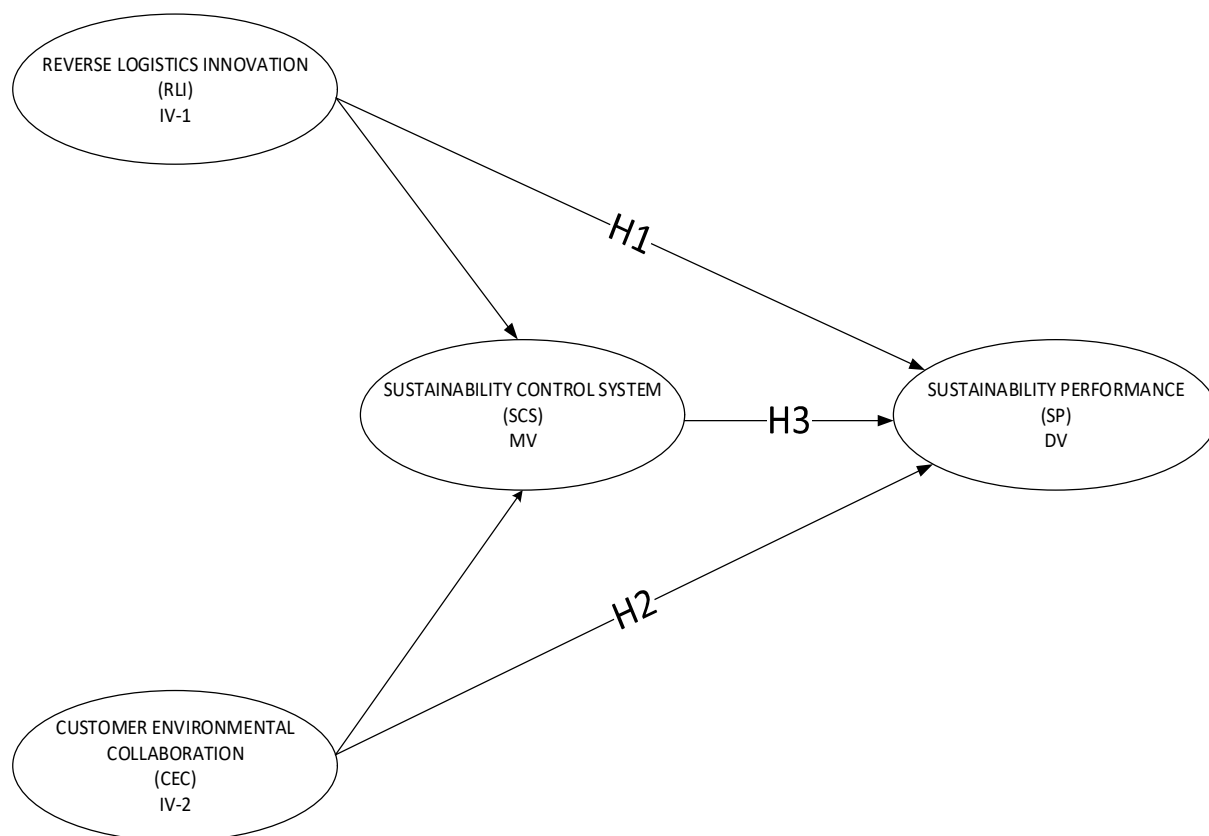 REVERSE LOGISTICS INNOVATION
(RLI)
IV-1
H1
SUSTAINABILITY CONTROL SYSTEM
(SCS)
MV
H3
SUSTAINABILITY PERFORMANCE
(SP)
DV
H2
CUSTOMER ENVIRONMENTAL
COLLABORATION
(CEC)
IV-2